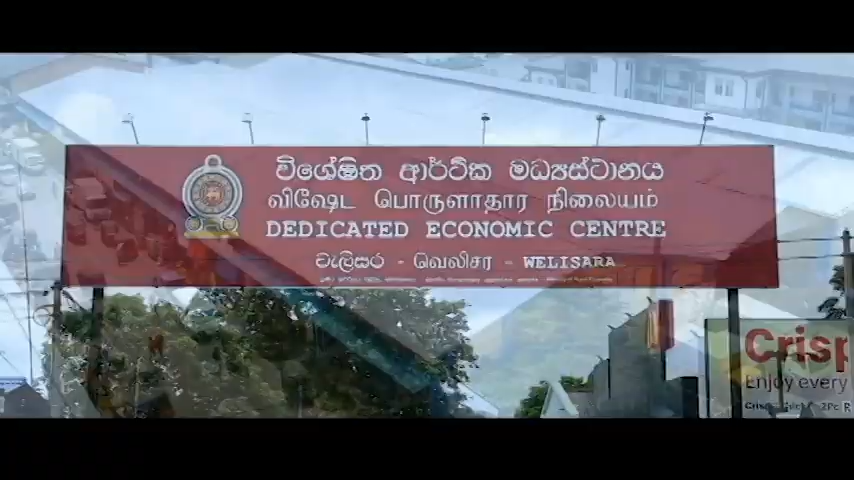 විශේෂිත ආර්ථික මධ්‍යස්ථානය
விஷேட பொருளாதார நிலையம்
DEDICATED ECONOMIC CENTRE
වැලිසර - வெலிசர - WELISARA
Crisp
Enjoy every